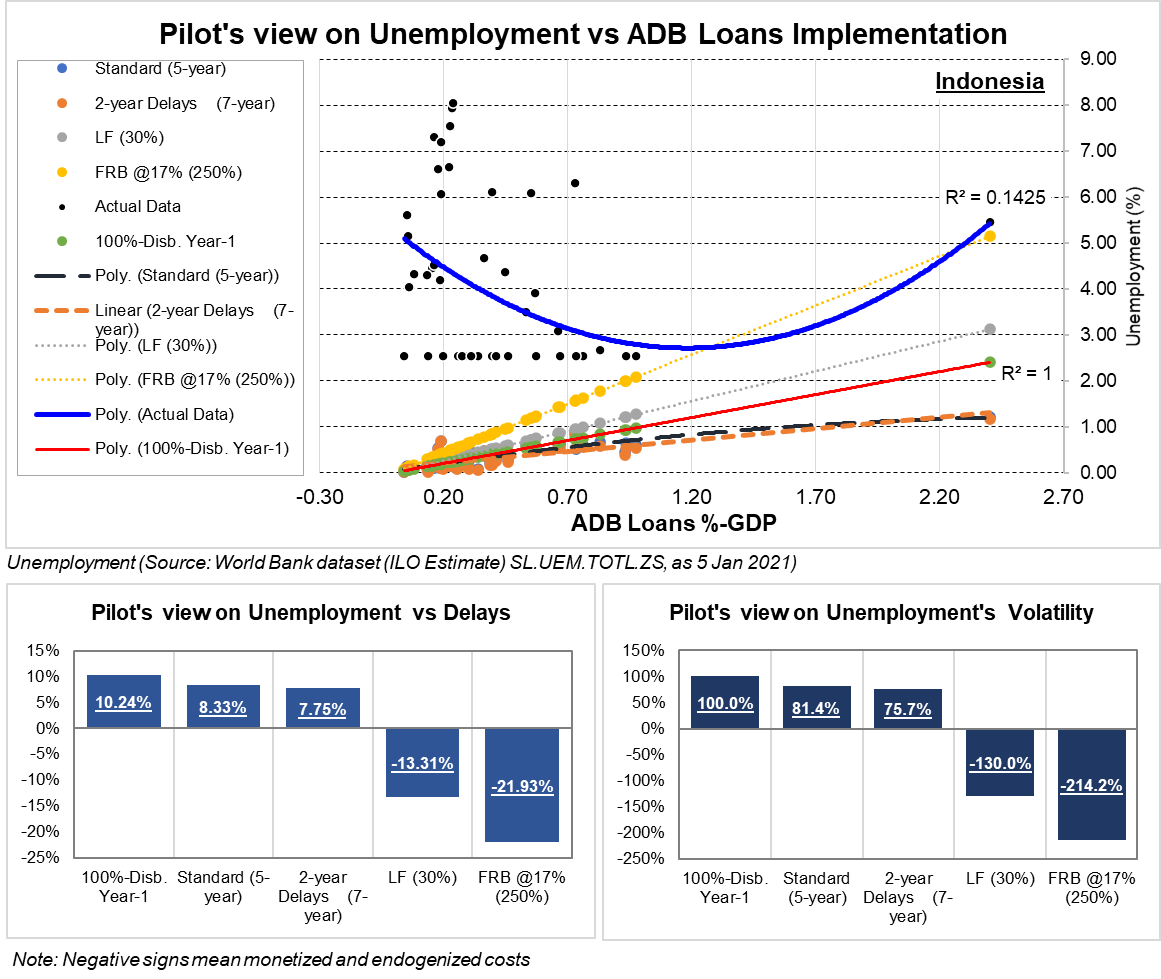 Pilot's view on Unemployment vs ADB Loans Implementation
Standard (5-year)
2-year Delays (7-year)
LF (30%)
FRB @17% (250%)
Actual Data
100%-Disb. Year-1
Poly. (Standard (5-year))
Linear (2-year Delays (7-
year))
Poly. (LF (30%))
Poly. (FRB @17% (250%))
Poly. (Actual Data)
Poly. (100%-Disb. Year-1)
Indonesia
R² = 0.1425
R² = 1
9.00
8.00
7.00
6.00
5.00
4.00
3.00
2.00
1.00
0.00
Unemployment (%)
-0.30 0.20 0.70 1.20 1.70 2.20 2.70
ADB Loans %-GDP
Unemployment (Source: World Bank dataset (ILO Estimate) SL.UEM.TOTL.ZS, as 5 Jan 2021)
Pilot's view on Unemployment vs Delays
15%
10%
5%
0%
-5%
-10%
-15%
-20%
-25%
10.24%
8.33%
7.75%
-13.31%
-21.93%
100%-Disb.
Year-1
Standard (5-
year)
2-year
Delays (7-
year)
LF (30%)
FRB @17%
(250%)
Pilot's view on Unemployment's Volatility
150%
100%
50%
0%
-50%
-100%
-150%
-200%
-250%
100.0%
81.4%
75.7%
-130.0%
-214.2%
100%-Disb.
Year-1
Standard
(5-year)
2-year
Delays (7-
year)
LF (30%)
FRB @17%
(250%)
Note: Negative signs mean monetized and endogenized costs